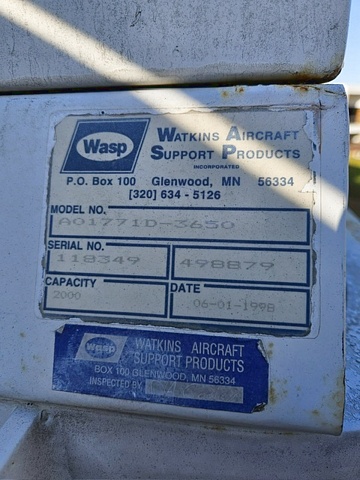 Wasp
WATKINS AIRCRAFT
SUPPORT PRODUCTS
INCORPORATED
P.O. Box 100 Glenwood, MN 56334
[320] 634 - 5126
MODEL NO.
A01771D-3650
SERIAL NO.
118349 498879
CAPACITY DATE
2000 06-01-1998
Wasp
WATKINS AIRCRAFT
SUPPORT PRODUCTS
BOX 100 GLENWOOD, MN 56334
INSPECTED BY